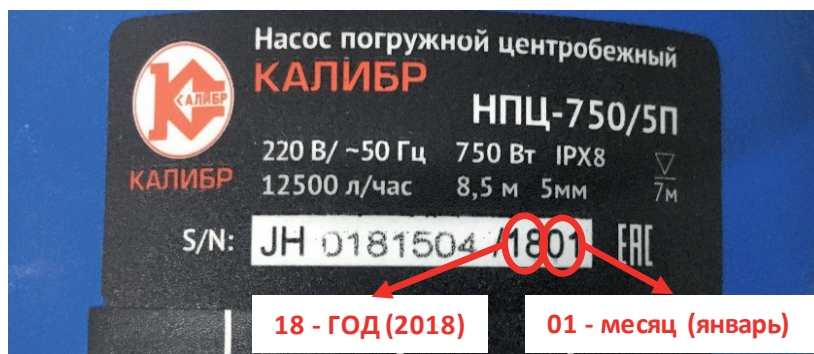 Насос погружной центробежный
КАЛИБР
КАЛИБР
НПЦ-750/5П
220 В/ ~50 Гц 750 Вт IPX8
КАЛИБР
12500 л/час 8,5 м 5мм 7м
S/N: JH 0181504 /1801 EAC
18 - ГОД (2018)
01 - месяц (январь)